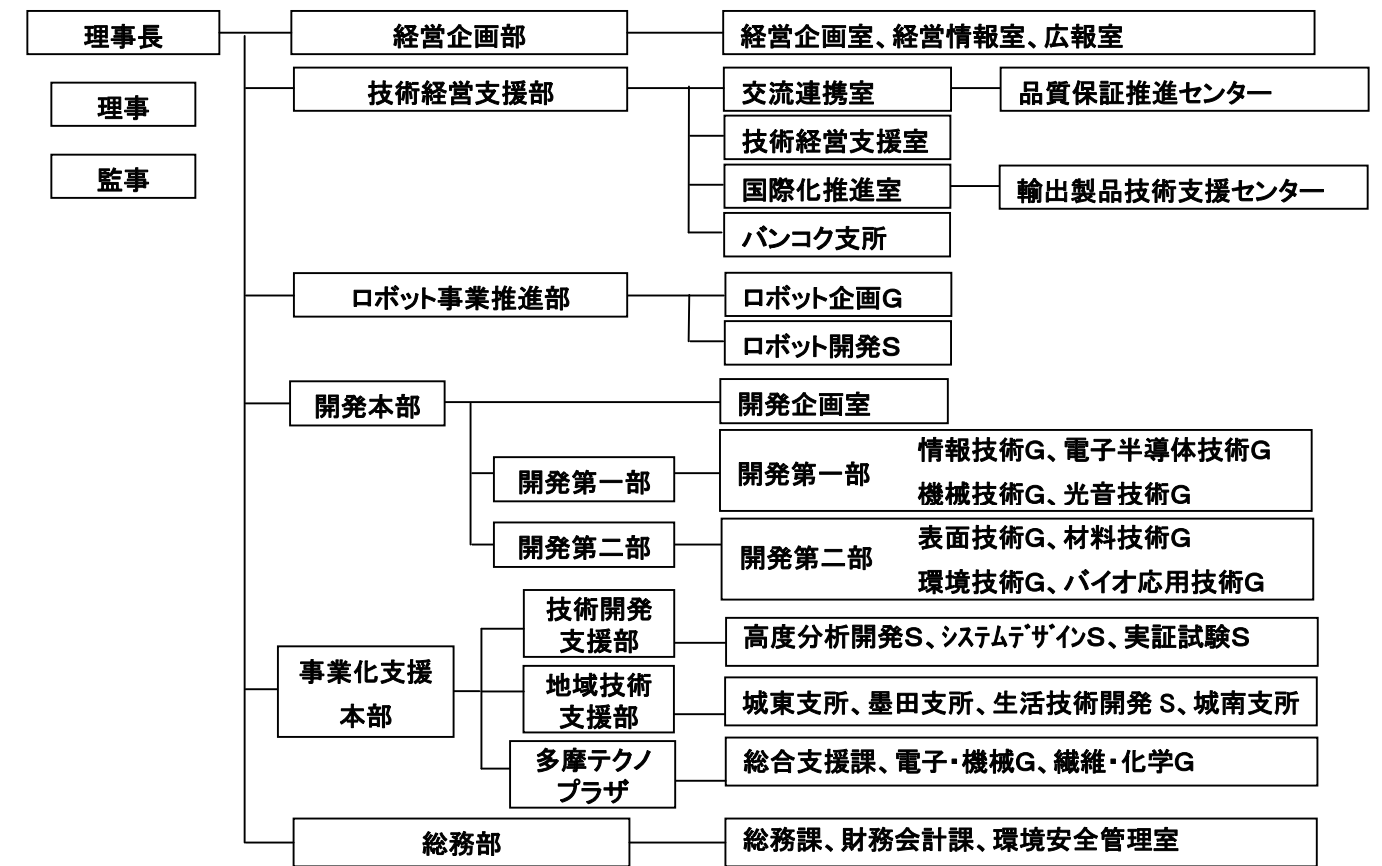 理事長
経営企画部
経営企画室、経営情報室、広報室
理事
監事
技術経営支援部
交流連携室
品質保証推進センター
技術経営支援室
国際化推進室
輸出製品技術支援センター
バンコク支所
ロボット事業推進部
ロボット企画G
ロボット開発S
開発本部
開発企画室
開発第一部
開発第一部
情報技術G、電子半導体技術G
機械技術G、光音技術G
開発第二部
開発第二部
表面技術G、材料技術G
環境技術G、バイオ応用技術G
事業化支援
本部
技術開発
支援部
高度分析開発S、ｼｽﾃﾑﾃﾞｻﾞｲﾝS、実証試験S
地域技術
支援部
城東支所、墨田支所、生活技術開発 S、城南支所
多摩テクノ
プラザ
総合支援課、電子・機械G、繊維・化学G
総務部
総務課、財務会計課、環境安全管理室